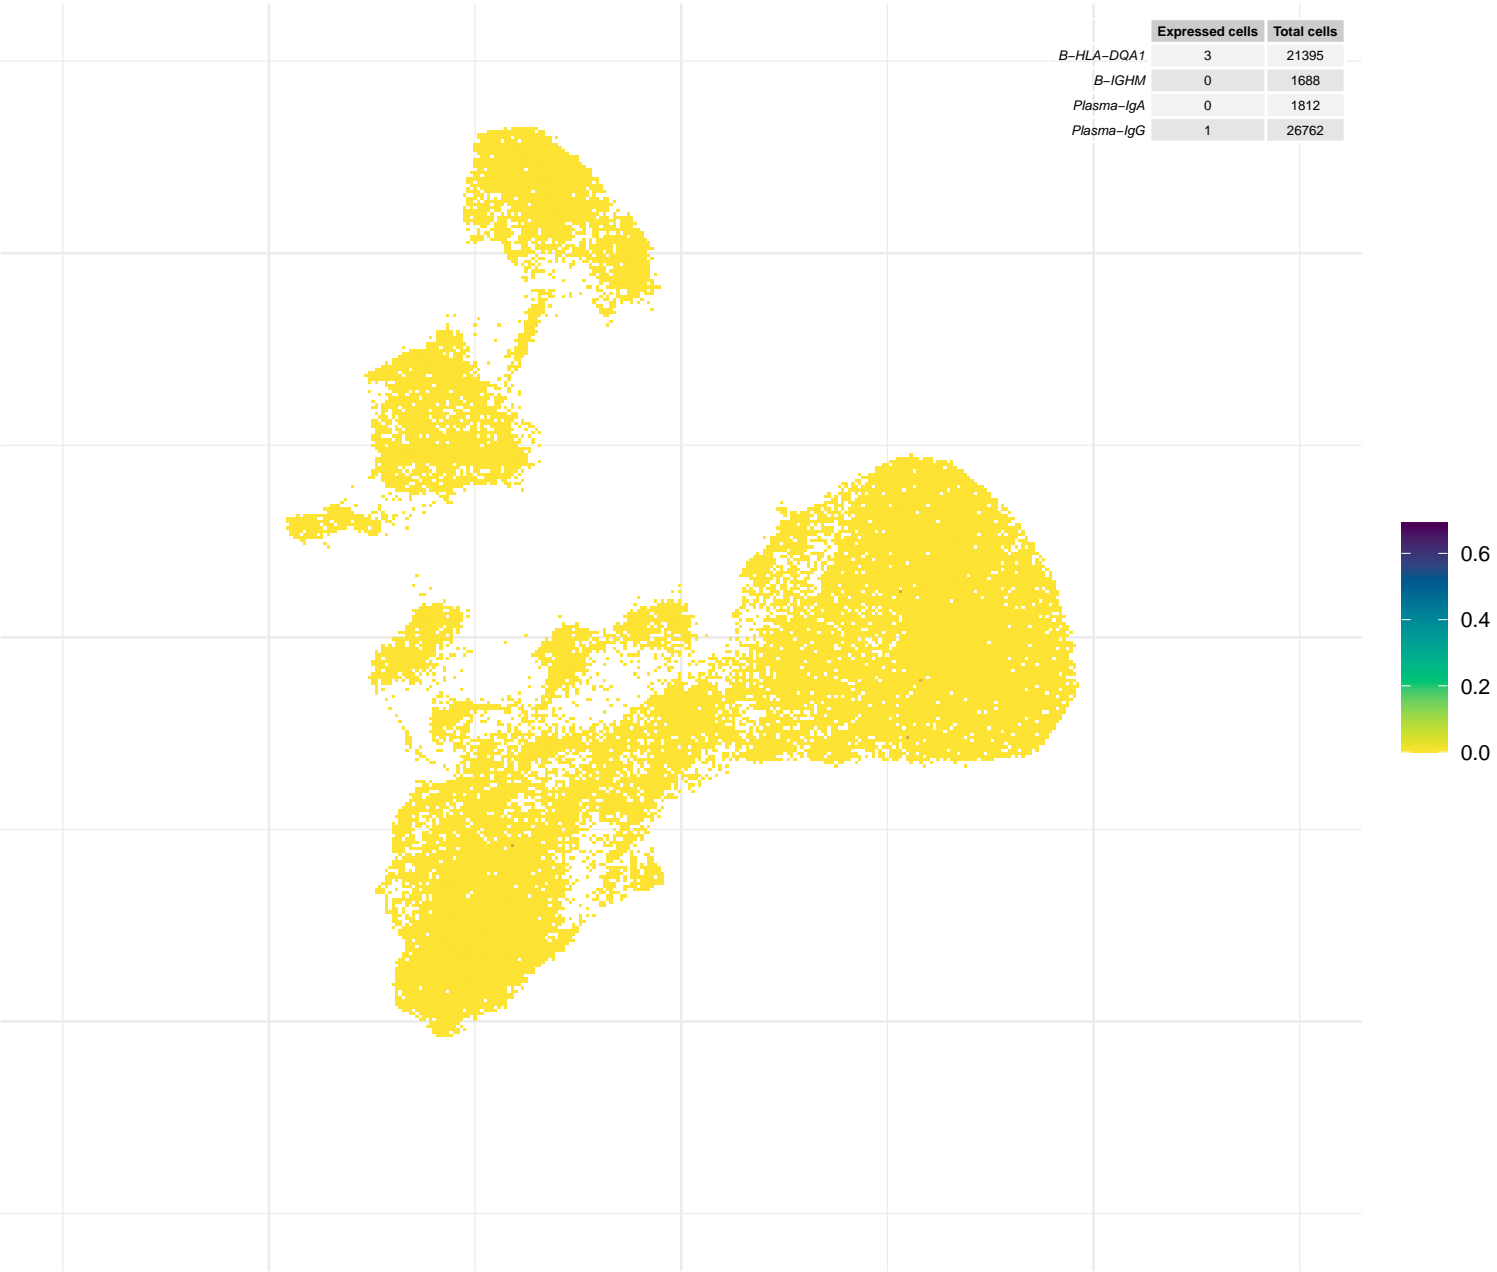 Expressed cells Total cells
B−HLA−DQA1 3 21395
B−IGHM 0 1688
Plasma−IgA 0 1812
Plasma−IgG 1 26762
0.6
0.4
0.2
0.0